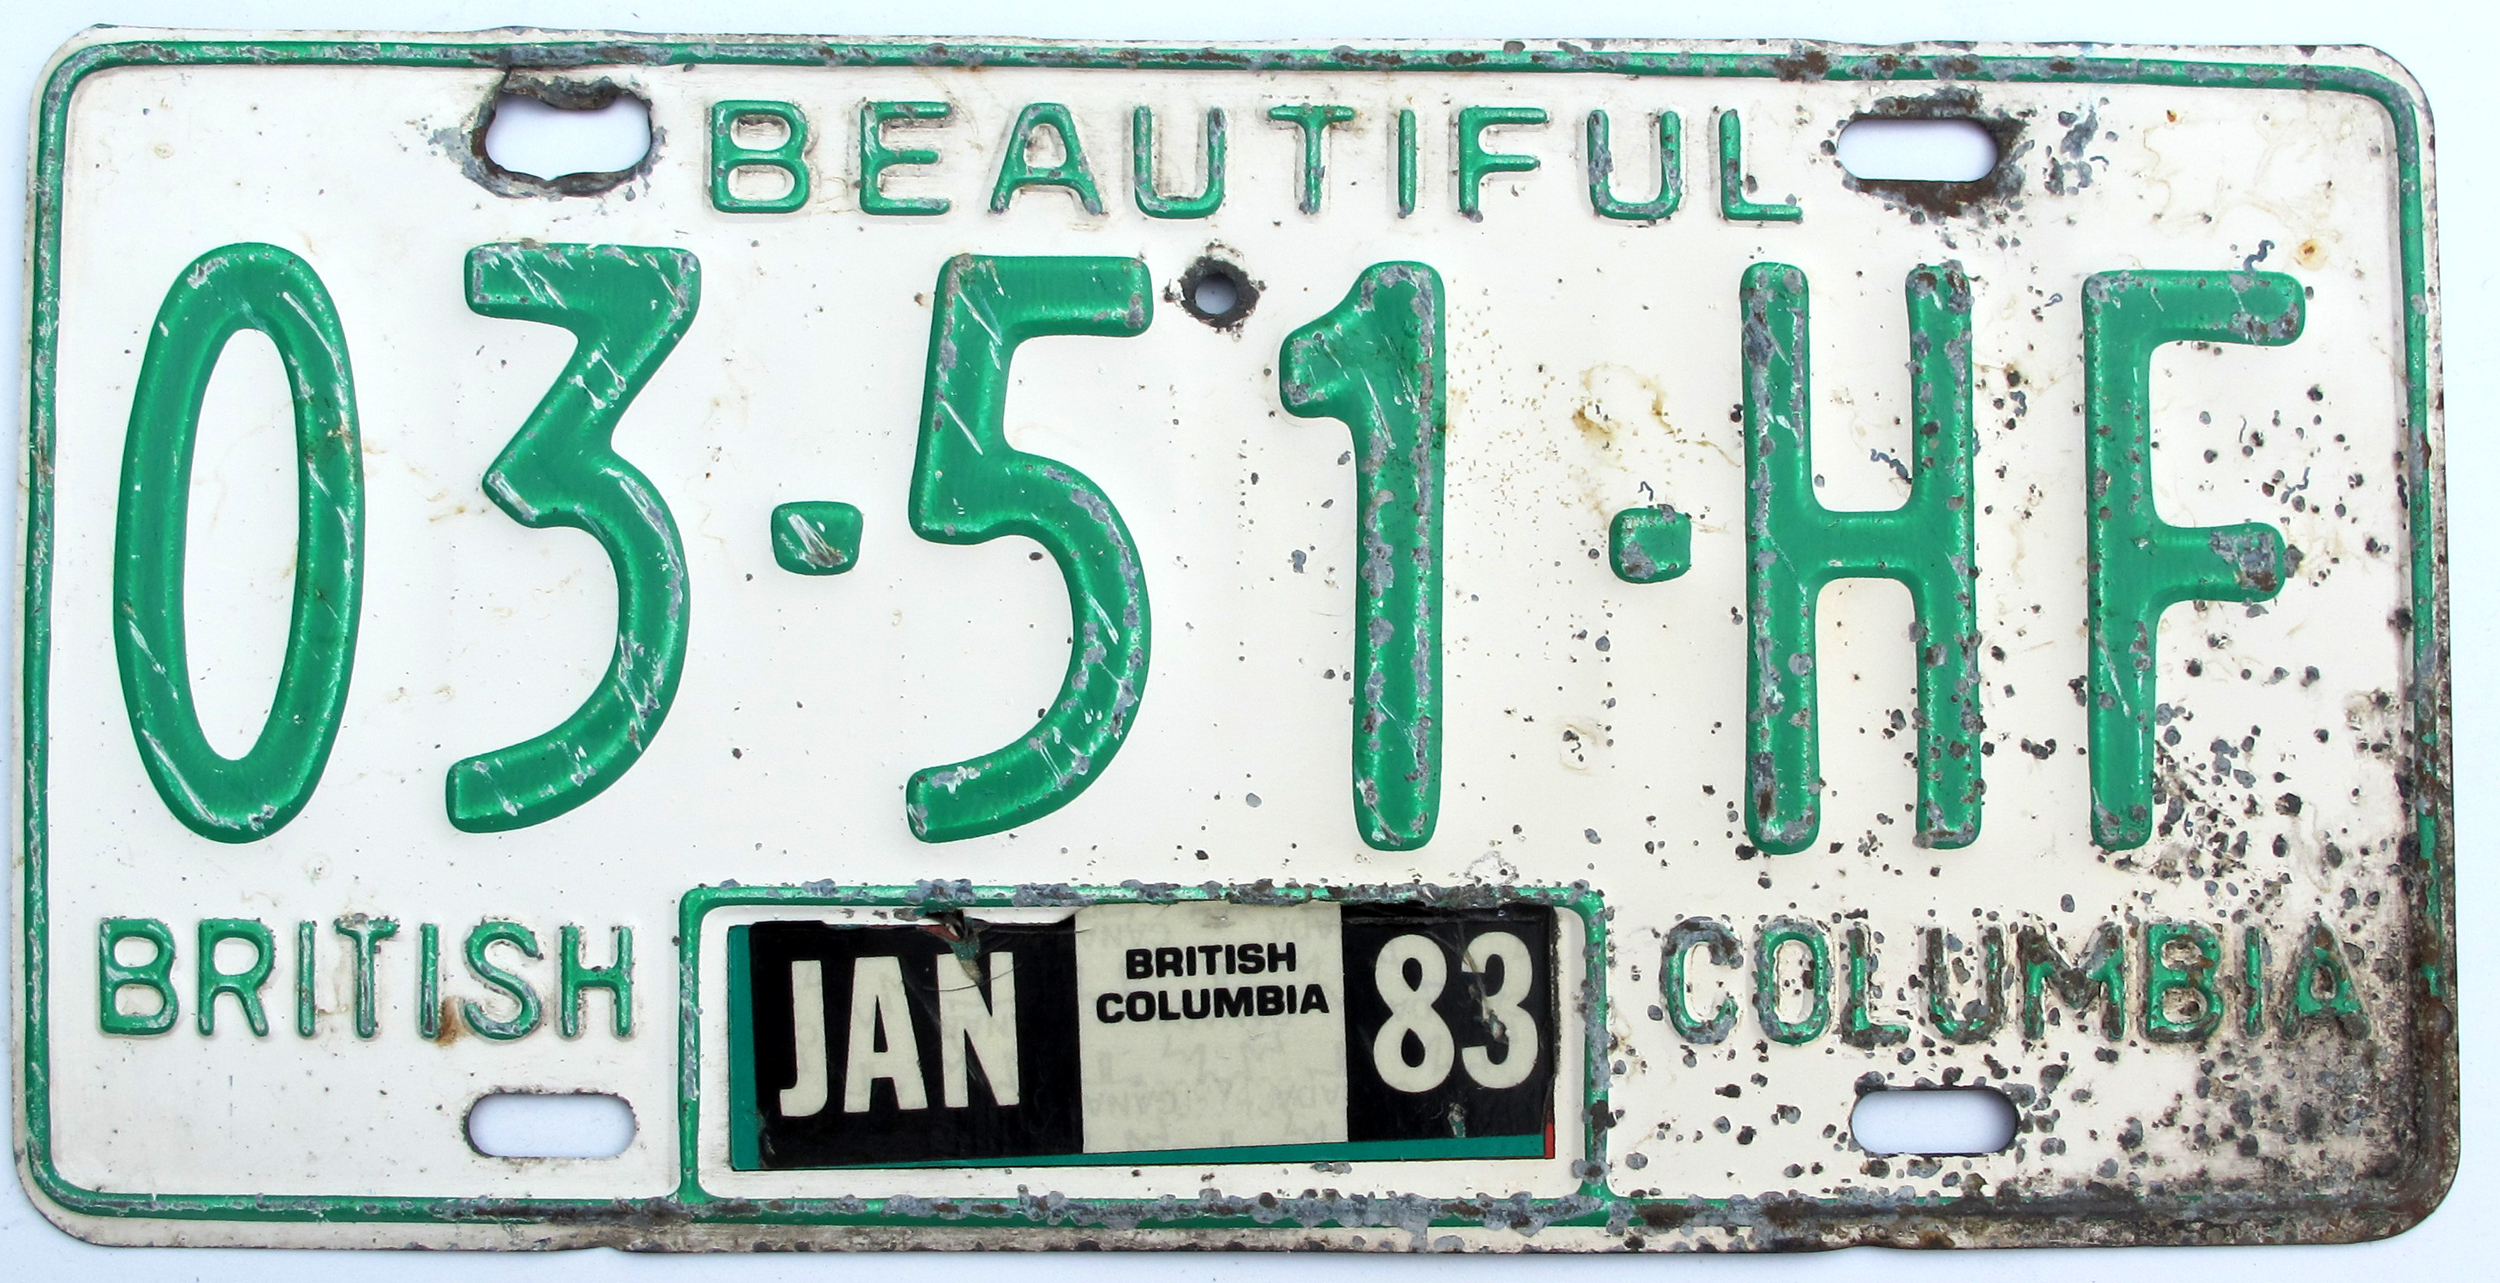 BEAUTIFUL
03·51·HF
BRITISH COLUMBIA
JAN BRITISH COLUMBIA 83